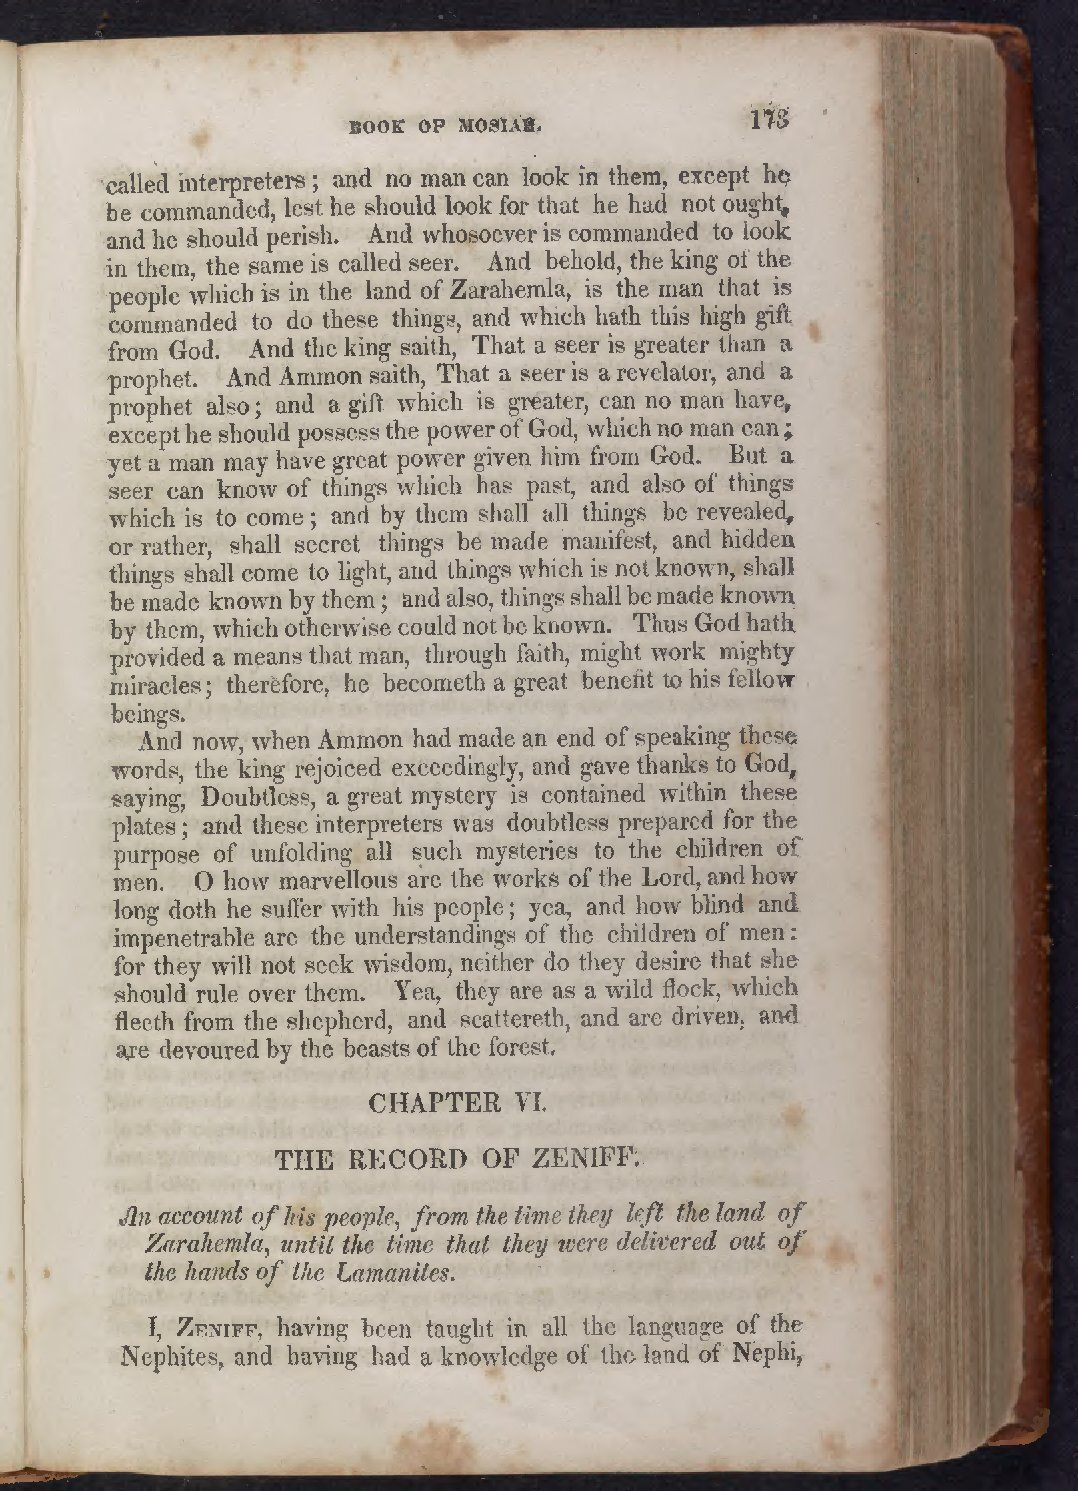 BOOK OF MOSIAH. 173
called interpreters; and no man can look in them, except he
be commanded, lest he should look for that he had not ought,
and he should perish. And whosoever is commanded to look
in them, the same is called seer. And behold, the king of the
people which is in the land of Zarahemla, is the man that is
commanded to do these things, and which hath this high gift
from God. And the king saith, That a seer is greater than a
prophet. And Ammon saith, That a seer is a revelator, and a
prophet also; and a gift which is greater, can no man have,
except he should possess the power of God, which no man can;
yet a man may have great power given him from God. But a
seer can know of things which has past, and also of things
which is to come; and by them shall all things be revealed,
or rather, shall secret things be made manifest, and hidden
things shall come to light, and things which is not known, shall
be made known by them; and also, things shall be made known
by them, which otherwise could not be known. Thus God hath
provided a means that man, through faith, might work mighty
miracles; therefore, he becometh a great benefit to his fellow
beings.
And now, when Ammon had made an end of speaking these
words, the king rejoiced exceedingly, and gave thanks to God,
saying, Doubtless, a great mystery is contained within these
plates; and these interpreters was doubtless prepared for the
purpose of unfolding all such mysteries to the children of
men. O how marvellous are the works of the Lord, and how
long doth he suffer with his people; yea, and how blind and
impenetrable are the understandings of the children of men:
for they will not seek wisdom, neither do they desire that she
should rule over them. Yea, they are as a wild flock, which
fleeth from the shepherd, and scattereth, and are driven, and
are devoured by the beasts of the forest.
CHAPTER VI.
THE RECORD OF ZENIFF.
An account of his people, from the time they left the land of
Zarahemla, until the time that they were delivered out of
the hands of the Lamanites.
I, ZENIFF, having been taught in all the language of the
Nephites, and having had a knowledge of the land of Nephi,